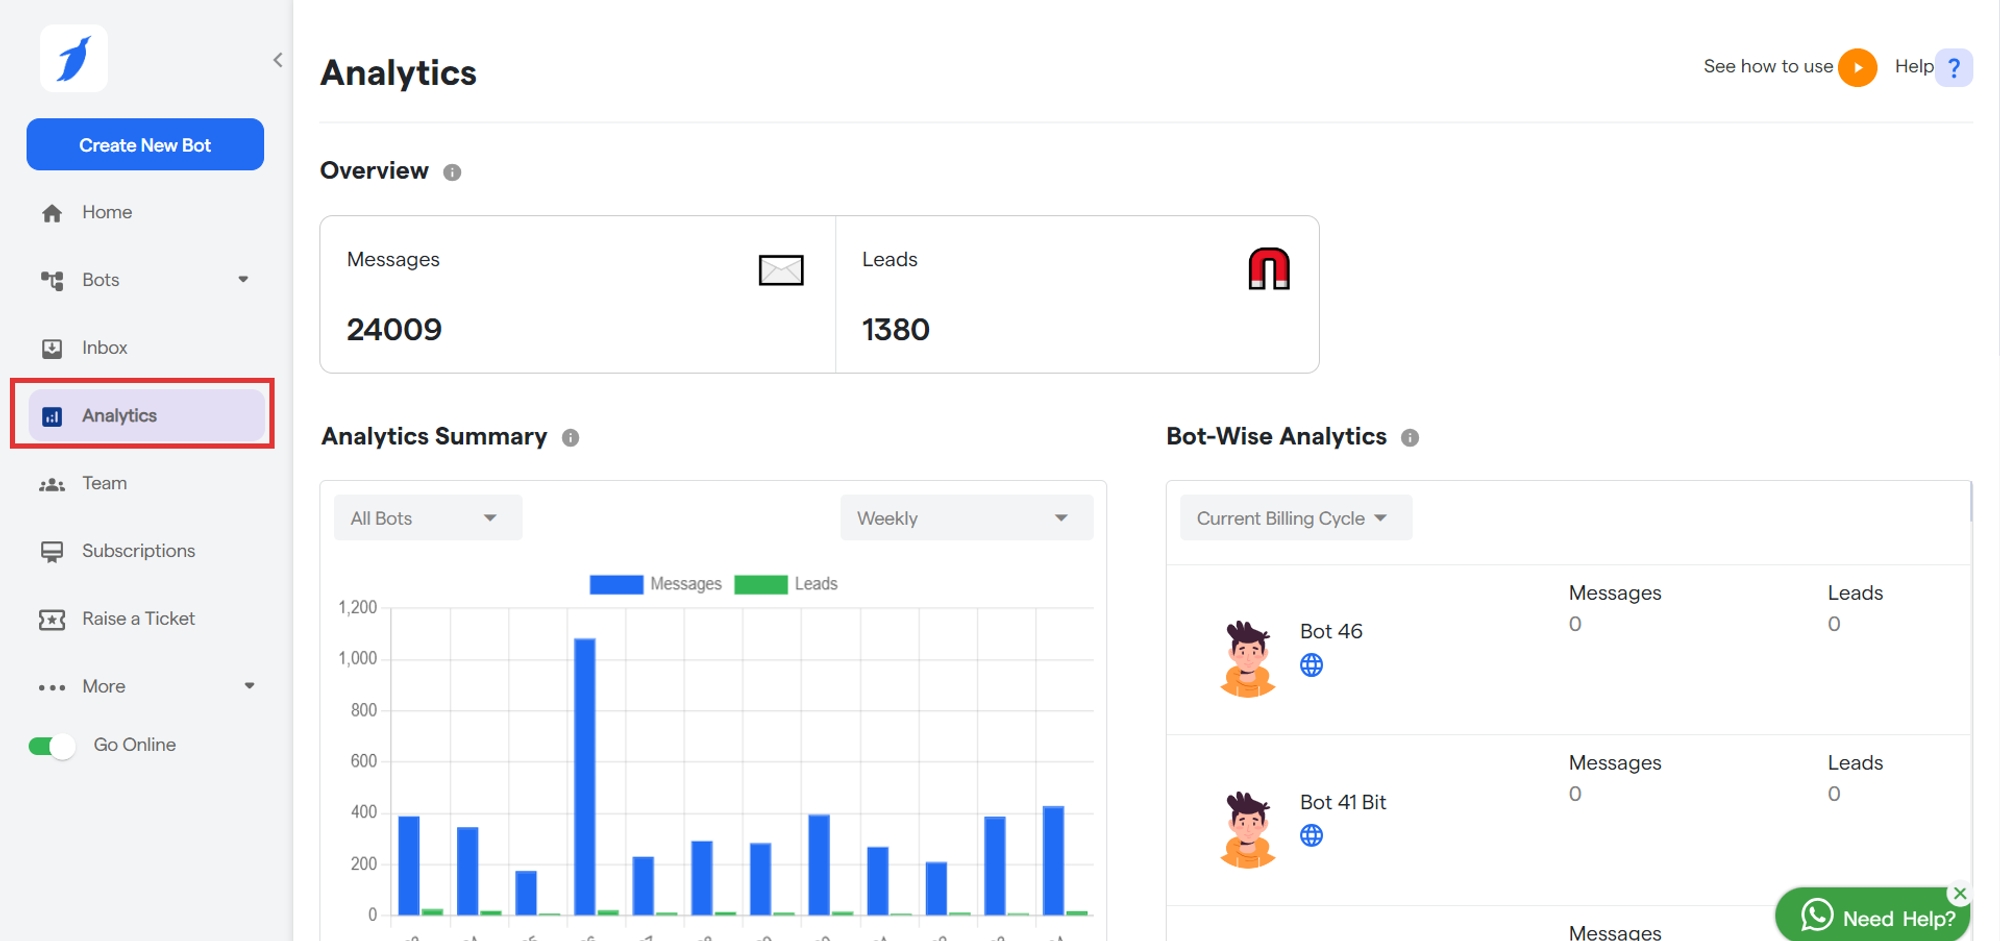 Analytics
See how to use
Help ?
Create New Bot
Home
Bots
Inbox
Analytics
Team
Subscriptions
Raise a Ticket
More
Go Online
Overview
Messages
24009
Leads
1380
Analytics Summary
All Bots
Weekly
Messages
Leads
1,200
1,000
800
600
400
200
0
Bot-Wise Analytics
Current Billing Cycle
Bot 46
Messages
0
Leads
0
Bot 41 Bit
Messages
0
Leads
0
Messages
Need Help?